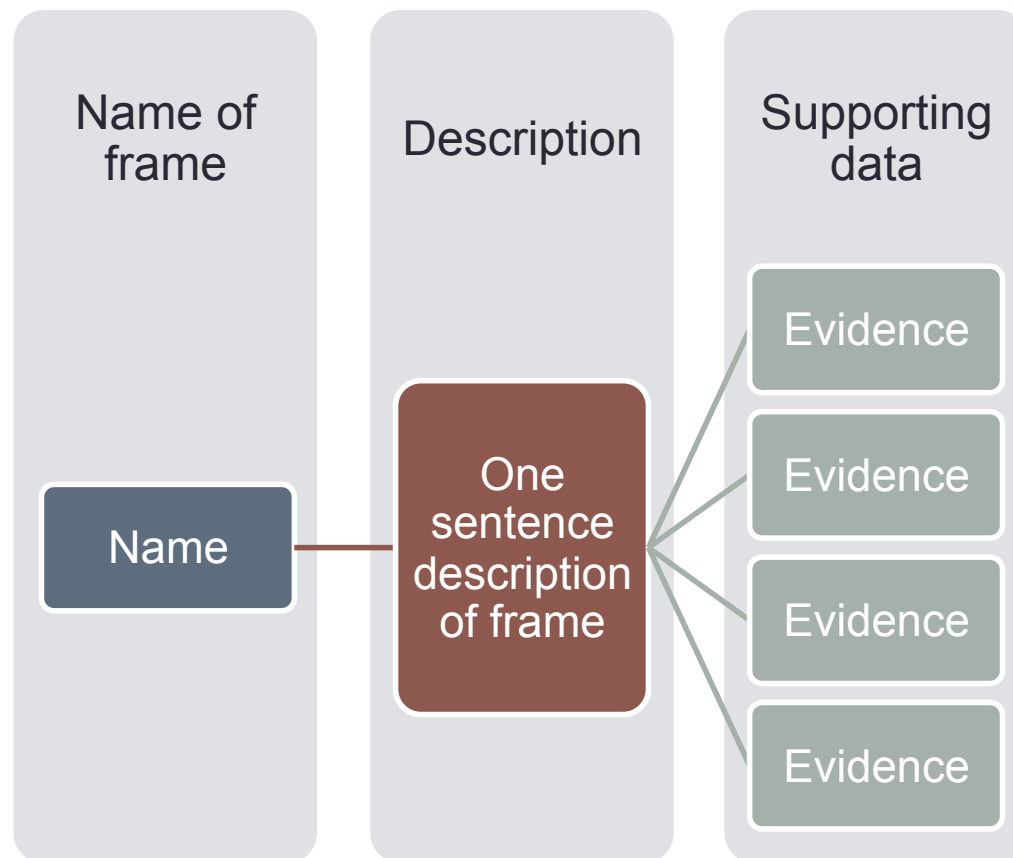 Name of
frame
Description
Supporting
data
Name
One
sentence
description
of frame
Evidence
Evidence
Evidence
Evidence